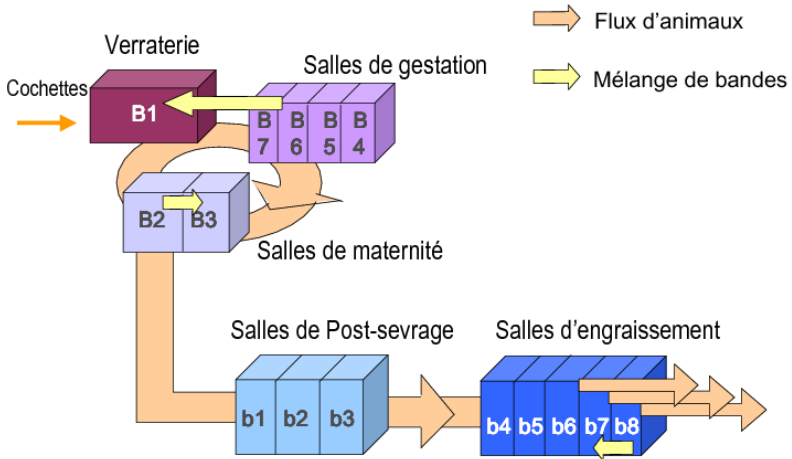 Flux d'animaux
Verraterie
Salles de gestation
Mélange de bandes
Cochettes
B1
B B B B
7 6 5 4
B2 B3
Salles de maternité
Salles de Post-sevrage
Salles d'engraissement
b1 b2 b3
b4 b5 b6 b7 b8